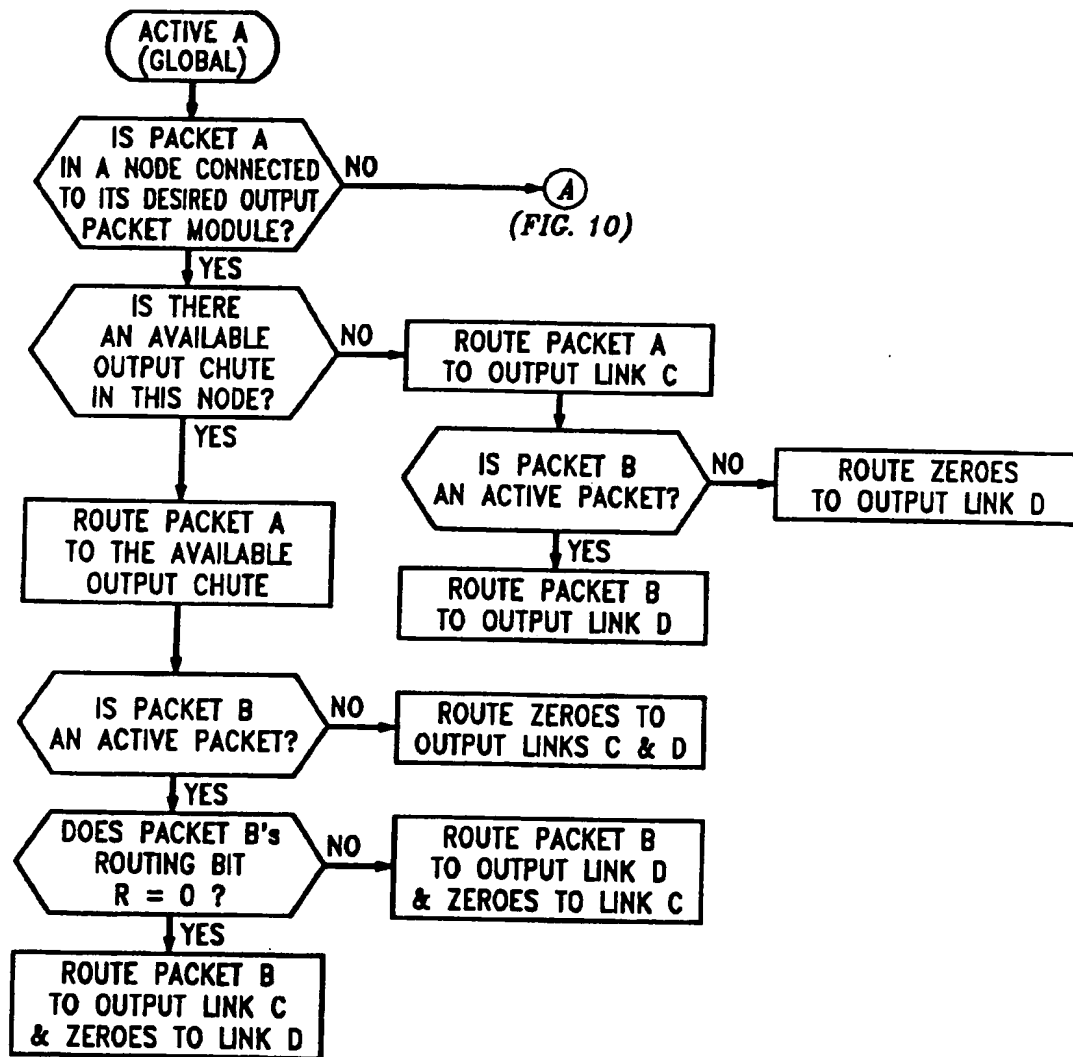 ACTIVE A
(GLOBAL)
IS PACKET A
IN A NODE CONNECTED
TO ITS DESIRED OUTPUT
PACKET MODULE?
NO
A
(FIG. 10)
YES
IS THERE
AN AVAILABLE
OUTPUT CHUTE
IN THIS NODE?
NO
ROUTE PACKET A
TO OUTPUT LINK C
YES
IS PACKET B
AN ACTIVE PACKET?
NO
ROUTE ZEROES
TO OUTPUT LINK D
YES
ROUTE PACKET B
TO OUTPUT LINK D
ROUTE PACKET A
TO THE AVAILABLE
OUTPUT CHUTE
IS PACKET B
AN ACTIVE PACKET?
NO
ROUTE ZEROES TO
OUTPUT LINKS C & D
YES
DOES PACKET B's
ROUTING BIT
R = 0 ?
NO
ROUTE PACKET B
TO OUTPUT LINK D
& ZEROES TO LINK C
YES
ROUTE PACKET B
TO OUTPUT LINK C
& ZEROES TO LINK D